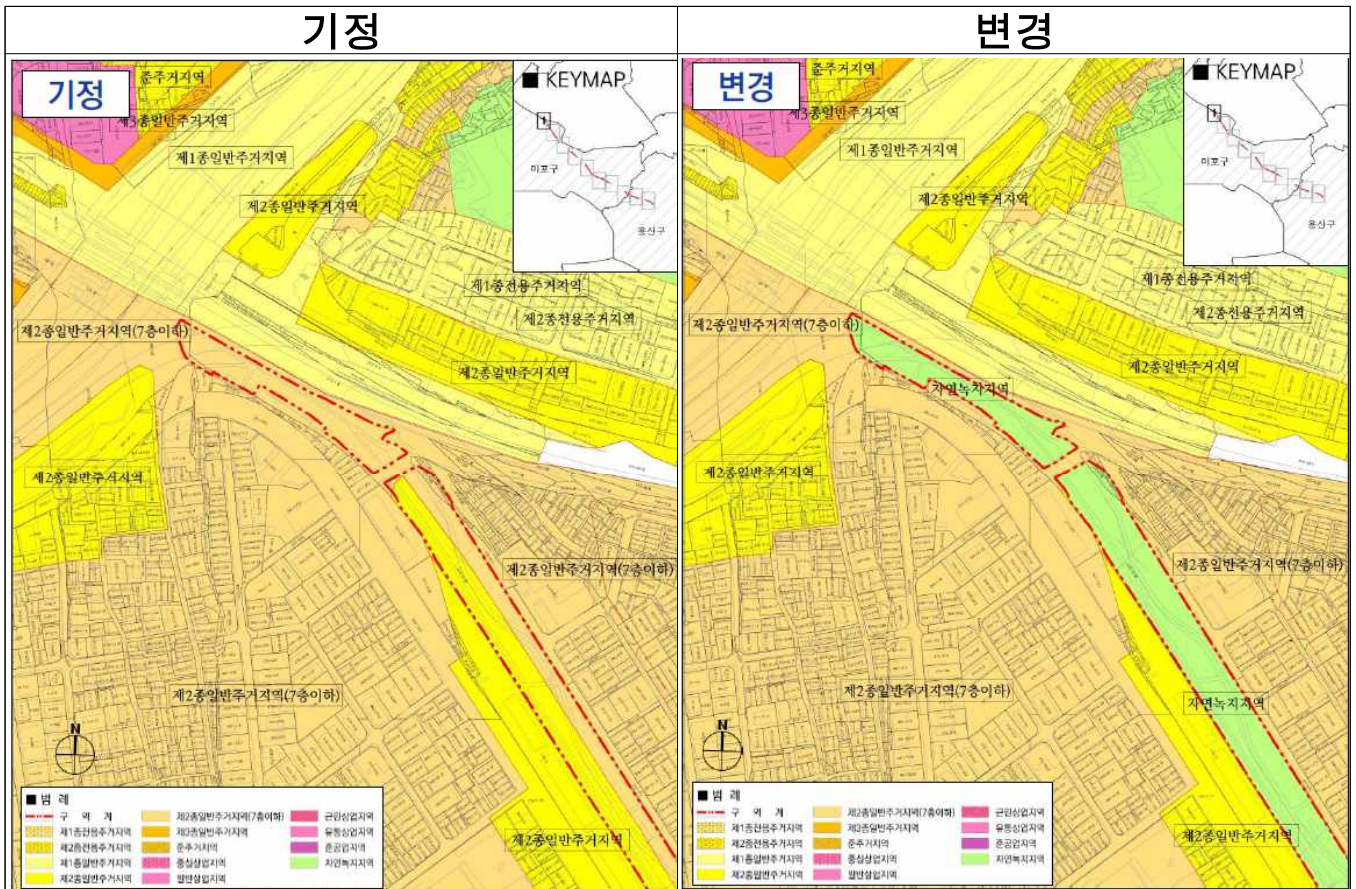 기정
변경
기정
준주거지역
■ KEYMAP
제3종일반주거지역
제1종일반주거지역
마포구
제2종일반주거지역
용산구
제1종전용주거지역
제2종전용주거지역
제2종일반주거지역(7층이하)
제2종일반주거지역
제2종일반주거지역
제2종일반주거지역(7층이하)
제2종일반주거지역(7층이하)
N
제2종일반주거지역
■ 범 례
구 역 계
제2종일반주거지역(7층이하)
근린상업지역
제1종전용주거지역
제3종일반주거지역
유통상업지역
제2종전용주거지역
준주거지역
준공업지역
제1종일반주거지역
중심상업지역
자연녹지지역
제2종일반주거지역
일반상업지역
변경
준주거지역
■ KEYMAP
제3종일반주거지역
제1종일반주거지역
마포구
제2종일반주거지역
용산구
제1종전용주거지역
제2종전용주거지역
제2종일반주거지역(7층이하)
제2종일반주거지역
자연녹지지역
제2종일반주거지역
제2종일반주거지역(7층이하)
제2종일반주거지역(7층이하)
자연녹지지역
N
제2종일반주거지역
■ 범 례
구 역 계
제2종일반주거지역(7층이하)
근린상업지역
제1종전용주거지역
제3종일반주거지역
유통상업지역
제2종전용주거지역
준주거지역
준공업지역
제1종일반주거지역
중심상업지역
자연녹지지역
제2종일반주거지역
일반상업지역